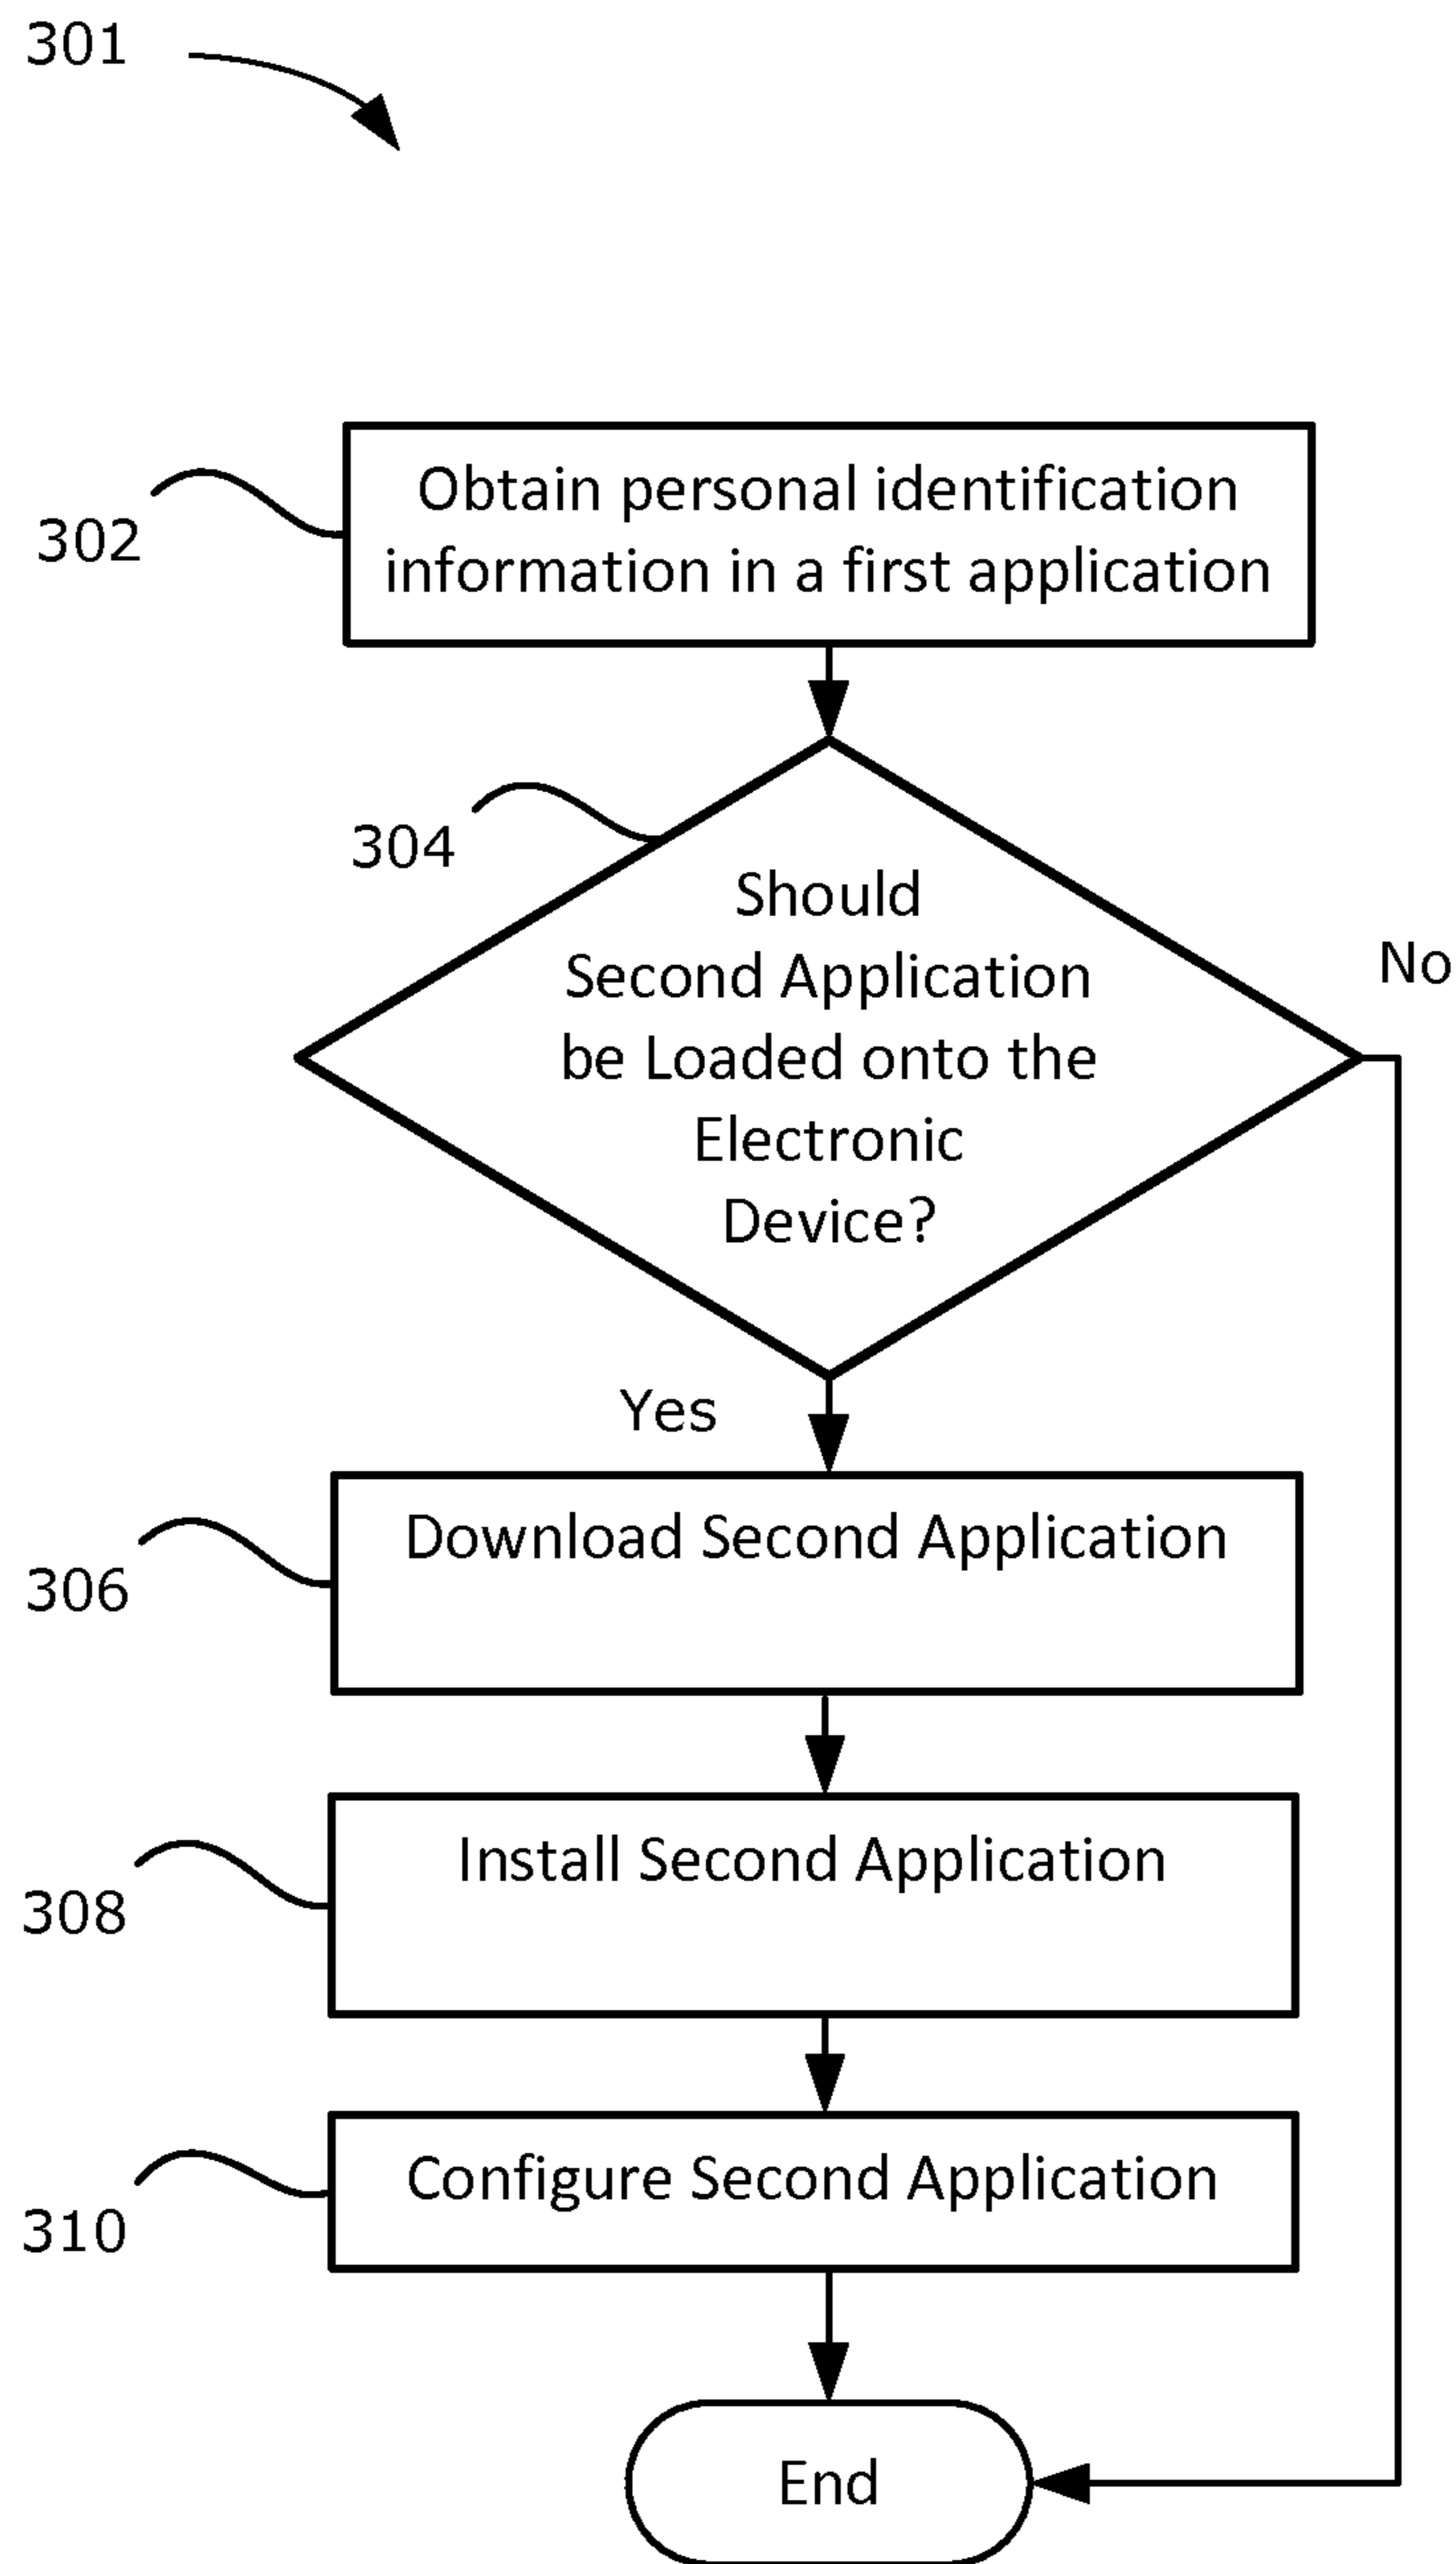 301
302
Obtain personal identification
information in a first application
304
Should
Second Application
be Loaded onto the
Electronic
Device?
No
Yes
306
Download Second Application
308
Install Second Application
310
Configure Second Application
End